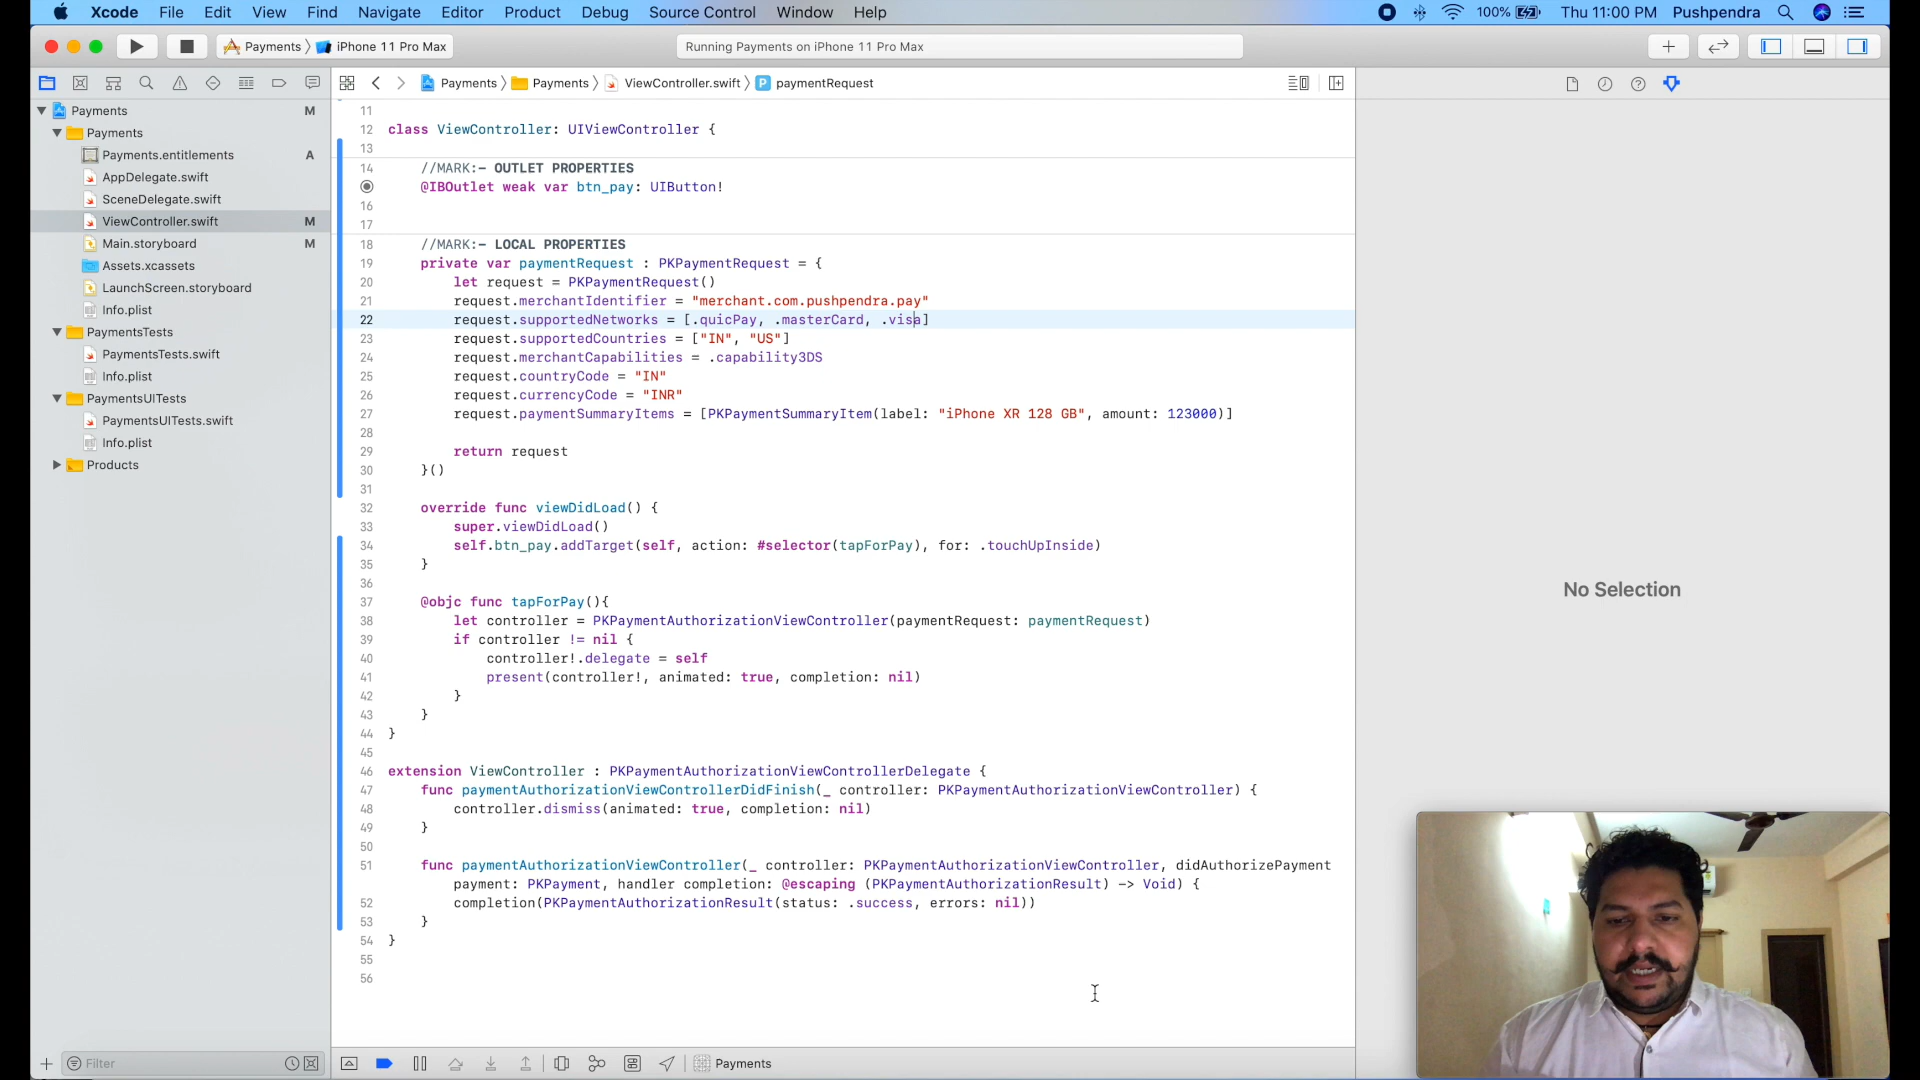 Xcode File Edit View Find Navigate Editor Product Debug Source Control Window Help 100% Thu 11:00 PM Pushpendra
Payments iPhone 11 Pro Max Running Payments on iPhone 11 Pro Max
Payments Payments ViewController.swift P paymentRequest
Payments M
Payments
Payments.entitlements A
AppDelegate.swift
SceneDelegate.swift
ViewController.swift M
Main.storyboard M
Assets.xcassets
LaunchScreen.storyboard
Info.plist
PaymentsTests
PaymentsTests.swift
Info.plist
PaymentsUITests
PaymentsUITests.swift
Info.plist
Products
Filter
11
12 class ViewController: UIViewController {
13
14 //MARK:- OUTLET PROPERTIES
@IBOutlet weak var btn_pay: UIButton!
16
17
18 //MARK:- LOCAL PROPERTIES
19 private var paymentRequest : PKPaymentRequest = {
20 let request = PKPaymentRequest()
21 request.merchantIdentifier = "merchant.com.pushpendra.pay"
22 request.supportedNetworks = [.quicPay, .masterCard, .visa]
23 request.supportedCountries = ["IN", "US"]
24 request.merchantCapabilities = .capability3DS
25 request.countryCode = "IN"
26 request.currencyCode = "INR"
27 request.paymentSummaryItems = [PKPaymentSummaryItem(label: "iPhone XR 128 GB", amount: 123000)]
28
29 return request
30 }()
31
32 override func viewDidLoad() {
33 super.viewDidLoad()
34 self.btn_pay.addTarget(self, action: #selector(tapForPay), for: .touchUpInside)
35 }
36
37 @objc func tapForPay(){
38 let controller = PKPaymentAuthorizationViewController(paymentRequest: paymentRequest)
39 if controller != nil {
40 controller!.delegate = self
41 present(controller!, animated: true, completion: nil)
42 }
43 }
44 }
45
46 extension ViewController : PKPaymentAuthorizationViewControllerDelegate {
47 func paymentAuthorizationViewControllerDidFinish(_ controller: PKPaymentAuthorizationViewController) {
48 controller.dismiss(animated: true, completion: nil)
49 }
50
51 func paymentAuthorizationViewController(_ controller: PKPaymentAuthorizationViewController, didAuthorizePayment
payment: PKPayment, handler completion: @escaping (PKPaymentAuthorizationResult) -> Void) {
52 completion(PKPaymentAuthorizationResult(status: .success, errors: nil))
53 }
54 }
55
56
Payments
No Selection